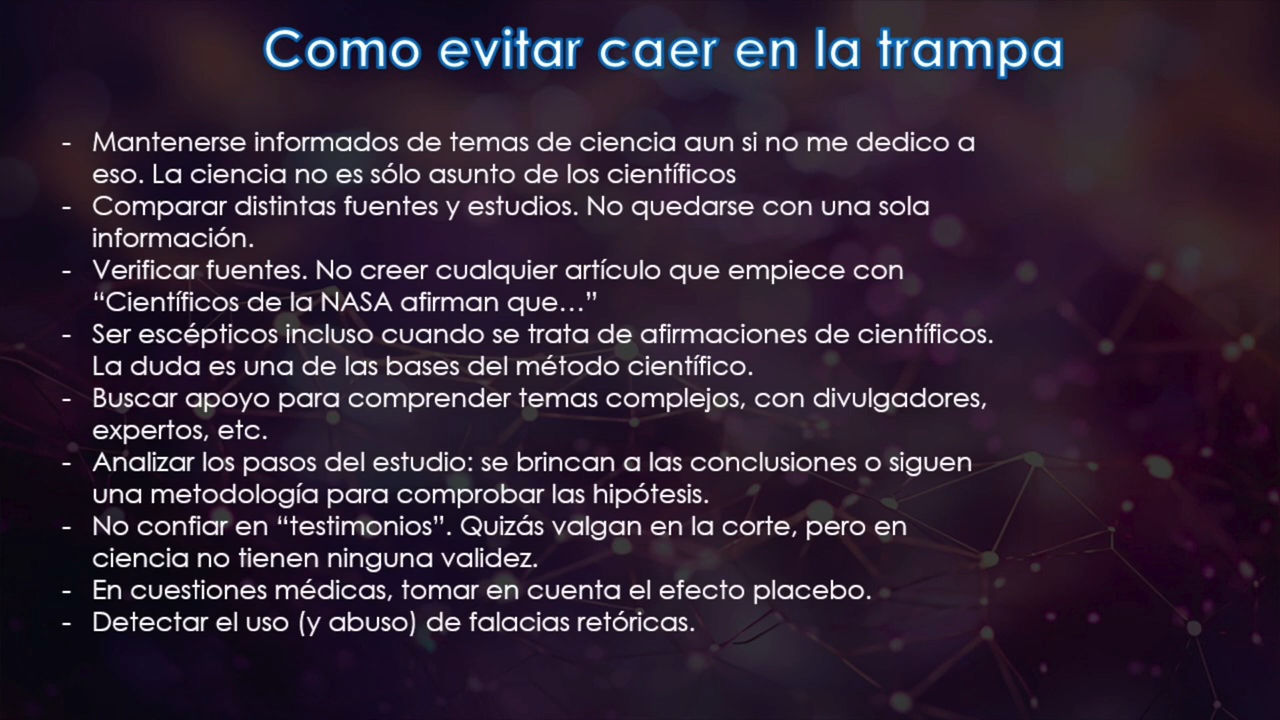 Como evitar caer en la trampa
- Mantenerse informados de temas de ciencia aun si no me dedico a
eso. La ciencia no es sólo asunto de los científicos
- Comparar distintas fuentes y estudios. No quedarse con una sola
información.
- Verificar fuentes. No creer cualquier artículo que empiece con
“Científicos de la NASA afirman que…”
- Ser escépticos incluso cuando se trata de afirmaciones de científicos.
La duda es una de las bases del método científico.
- Buscar apoyo para comprender temas complejos, con divulgadores,
expertos, etc.
- Analizar los pasos del estudio: se brincan a las conclusiones o siguen
una metodología para comprobar las hipótesis.
- No confiar en “testimonios”. Quizás valgan en la corte, pero en
ciencia no tienen ninguna validez.
- En cuestiones médicas, tomar en cuenta el efecto placebo.
- Detectar el uso (y abuso) de falacias retóricas.